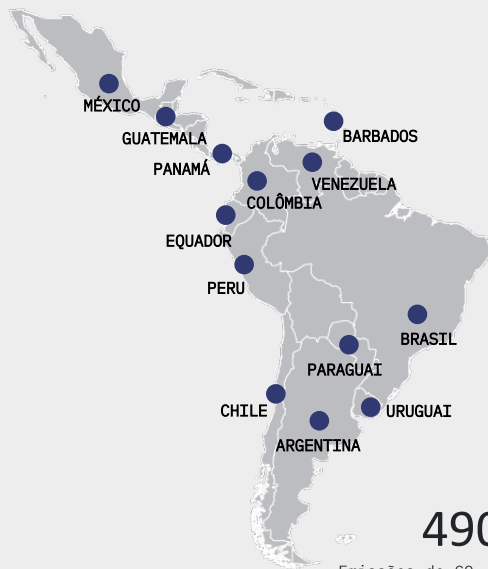 MÉXICO
GUATEMALA
BARBADOS
PANAMÁ
VENEZUELA
COLÔMBIA
EQUADOR
PERU
BRASIL
PARAGUAI
CHILE
URUGUAI
ARGENTINA
490